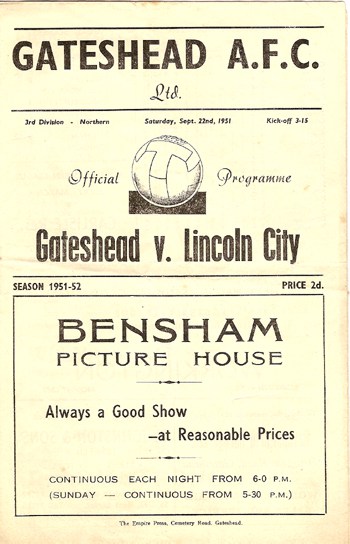 GATESHEAD A.F.C.
Ltd.
3rd Division - Northern Saturday, Sept. 22nd, 1951 Kick-off 3-15
Official Programme
Gateshead v. Lincoln City
SEASON 1951-52 PRICE 2d.
BENSHAM
PICTURE HOUSE
Always a Good Show
—at Reasonable Prices
CONTINUOUS EACH NIGHT FROM 6-0 P.M.
(SUNDAY — CONTINUOUS FROM 5-30 P.M.)
The Empire Press, Cemetery Road, Gateshead.